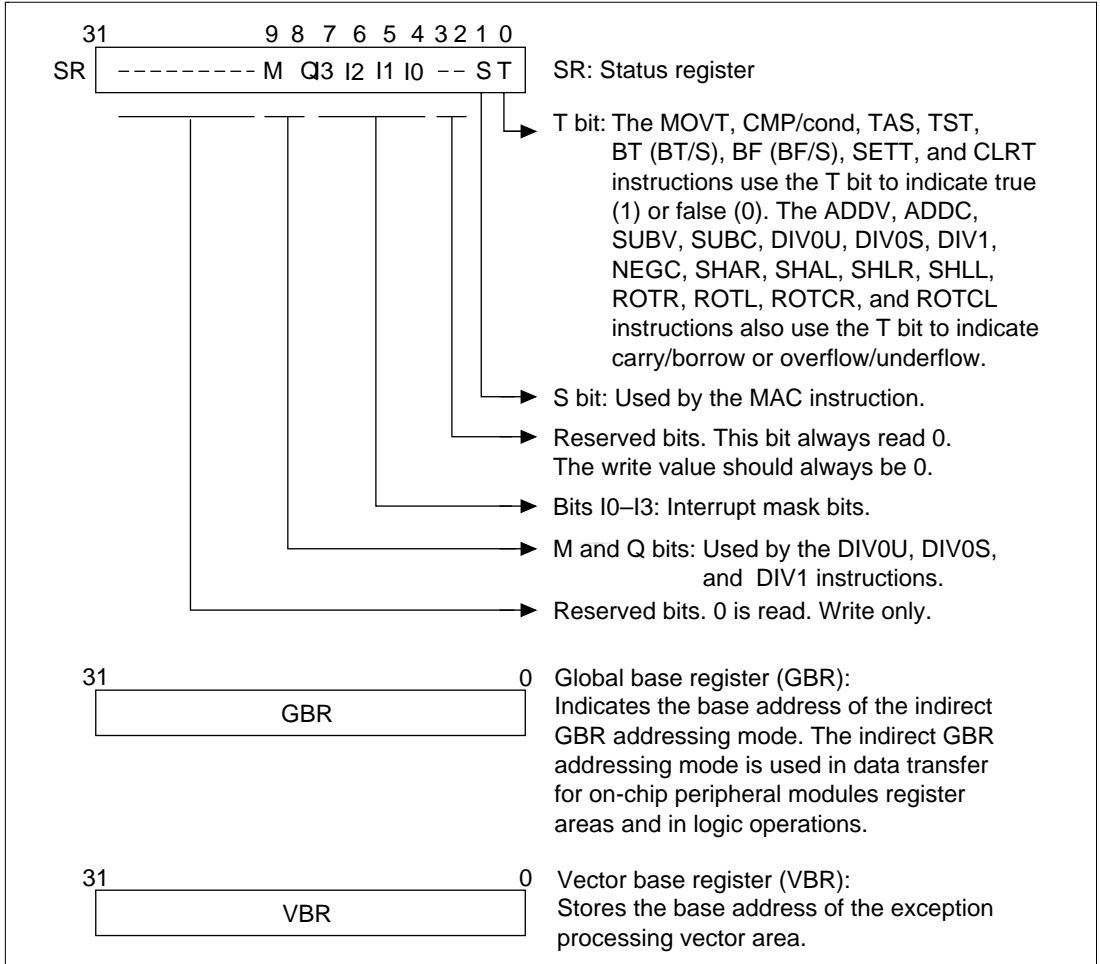 31 9 8 7 6 5 4 3 2 1 0
SR --------- M Q I3 I2 I1 I0 -- S T SR: Status register
T bit: The MOVT, CMP/cond, TAS, TST,
BT (BT/S), BF (BF/S), SETT, and CLRT
instructions use the T bit to indicate true
(1) or false (0). The ADDV, ADDC,
SUBV, SUBC, DIV0U, DIV0S, DIV1,
NEGC, SHAR, SHAL, SHLR, SHLL,
ROTR, ROTL, ROTCR, and ROTCL
instructions also use the T bit to indicate
carry/borrow or overflow/underflow.
S bit: Used by the MAC instruction.
Reserved bits. This bit always read 0.
The write value should always be 0.
Bits I0–I3: Interrupt mask bits.
M and Q bits: Used by the DIV0U, DIV0S,
and DIV1 instructions.
Reserved bits. 0 is read. Write only.
31 0 Global base register (GBR):
GBR
Indicates the base address of the indirect
GBR addressing mode. The indirect GBR
addressing mode is used in data transfer
for on-chip peripheral modules register
areas and in logic operations.
31 0 Vector base register (VBR):
VBR
Stores the base address of the exception
processing vector area.